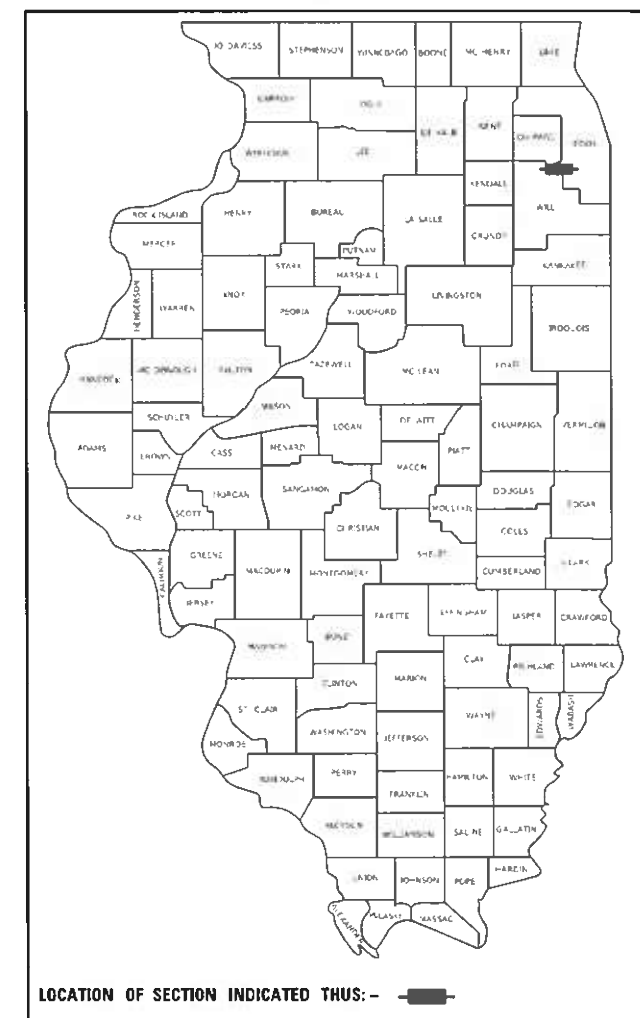 JO DAVIESS STEPHENSON WINNEBAGO BOONE MC HENRY LAKE
CARROLL OGLE
DE KALB KANE DU PAGE COOK
WHITESIDE LEE
KENDALL
ROCK ISLAND HENRY BUREAU LA SALLE WILL
MERCER PUTNAM GRUNDY
STARK MARSHALL KANKAKEE
HENDERSON WARREN KNOX LIVINGSTON
PEORIA WOODFORD IROQUOIS
HANCOCK MC DONOUGH FULTON TAZEWELL MC LEAN FORD
MASON
SCHUYLER LOGAN DE WITT CHAMPAIGN VERMILION
ADAMS BROWN CASS MENARD PIATT
MACON
MORGAN SANGAMON DOUGLAS
PIKE SCOTT MOULTRIE EDGAR
CHRISTIAN COLES
GREENE SHELBY
MACOUPIN MONTGOMERY CUMBERLAND CLARK
CALHOUN JERSEY
FAYETTE EFFINGHAM JASPER CRAWFORD
MADISON BOND
CLAY RICHLAND LAWRENCE
CLINTON MARION
ST. CLAIR WAYNE EDWARDS WABASH
WASHINGTON JEFFERSON
MONROE
RANDOLPH PERRY HAMILTON WHITE
FRANKLIN
JACKSON WILLIAMSON SALINE GALLATIN
UNION JOHNSON POPE HARDIN
ALEXANDER PULASKI MASSAC
LOCATION OF SECTION INDICATED THUS: -